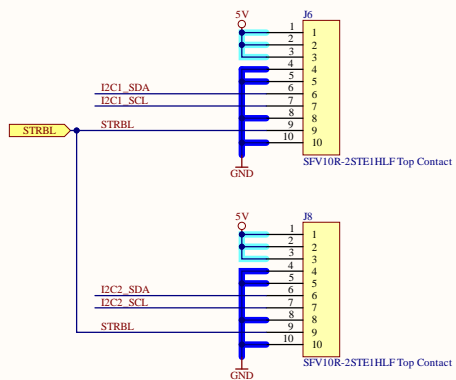 5V
J6
1 1
2 2
3 3
4 4
5 5
I2C1_SDA 6 6
I2C1_SCL 7 7
8 8
STRBL STRBL 9 9
10 10
GND
SFV10R-2STE1HLF Top Contact
5V
J8
1 1
2 2
3 3
4 4
5 5
I2C2_SDA 6 6
I2C2_SCL 7 7
8 8
STRBL 9 9
10 10
GND
SFV10R-2STE1HLF Top Contact